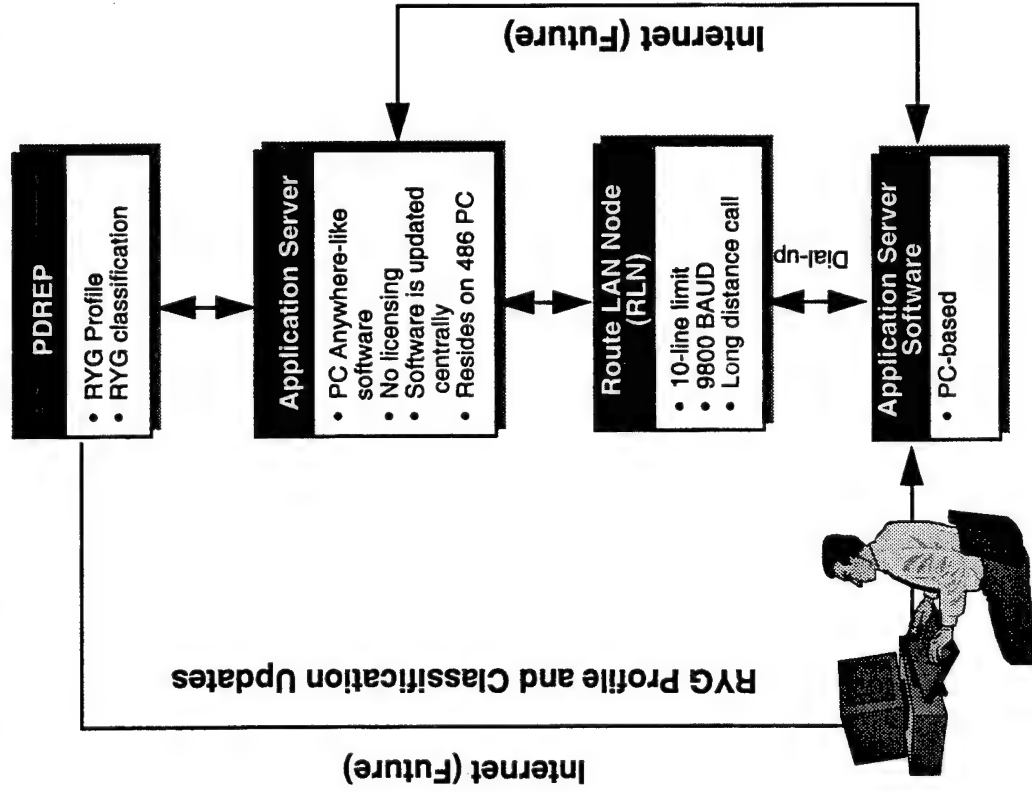 PDREP
• RYG Profile
• RYG classification
Application Server
• PC Anywhere-like
software
• No licensing
• Software is updated
centrally
• Resides on 486 PC
Route LAN Node
(RLN)
• 10-line limit
• 9800 BAUD
• Long distance call
Dial-up
Application Server
Software
• PC-based
Internet (Future)
RYG Profile and Classification Updates
Internet (Future)